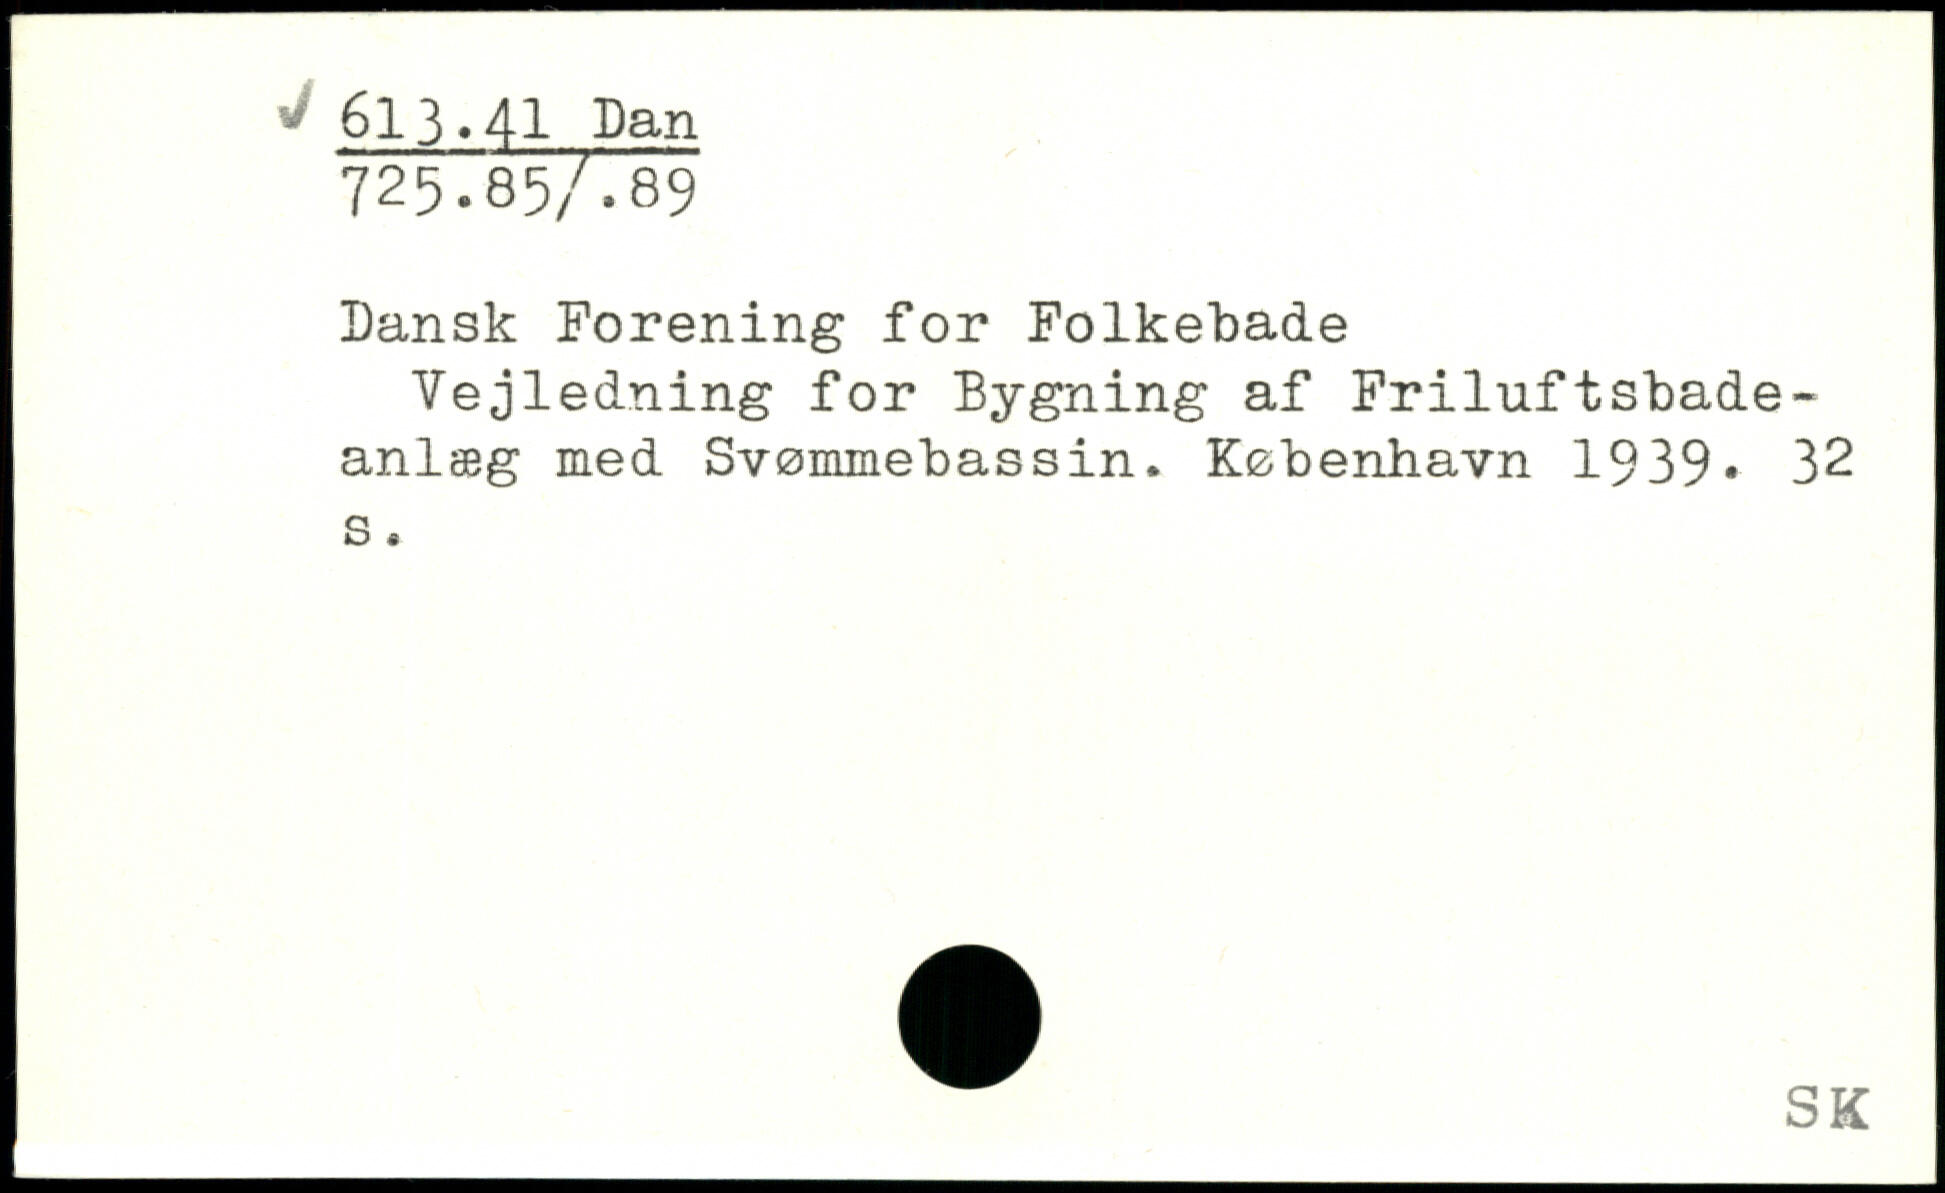 ✓ 613.41 Dan
725.85/.89
Dansk Forening for Folkebade
Vejledning for Bygning af Friluftsbade-
anlæg med Svømmebassin. København 1939. 32
s.
SK